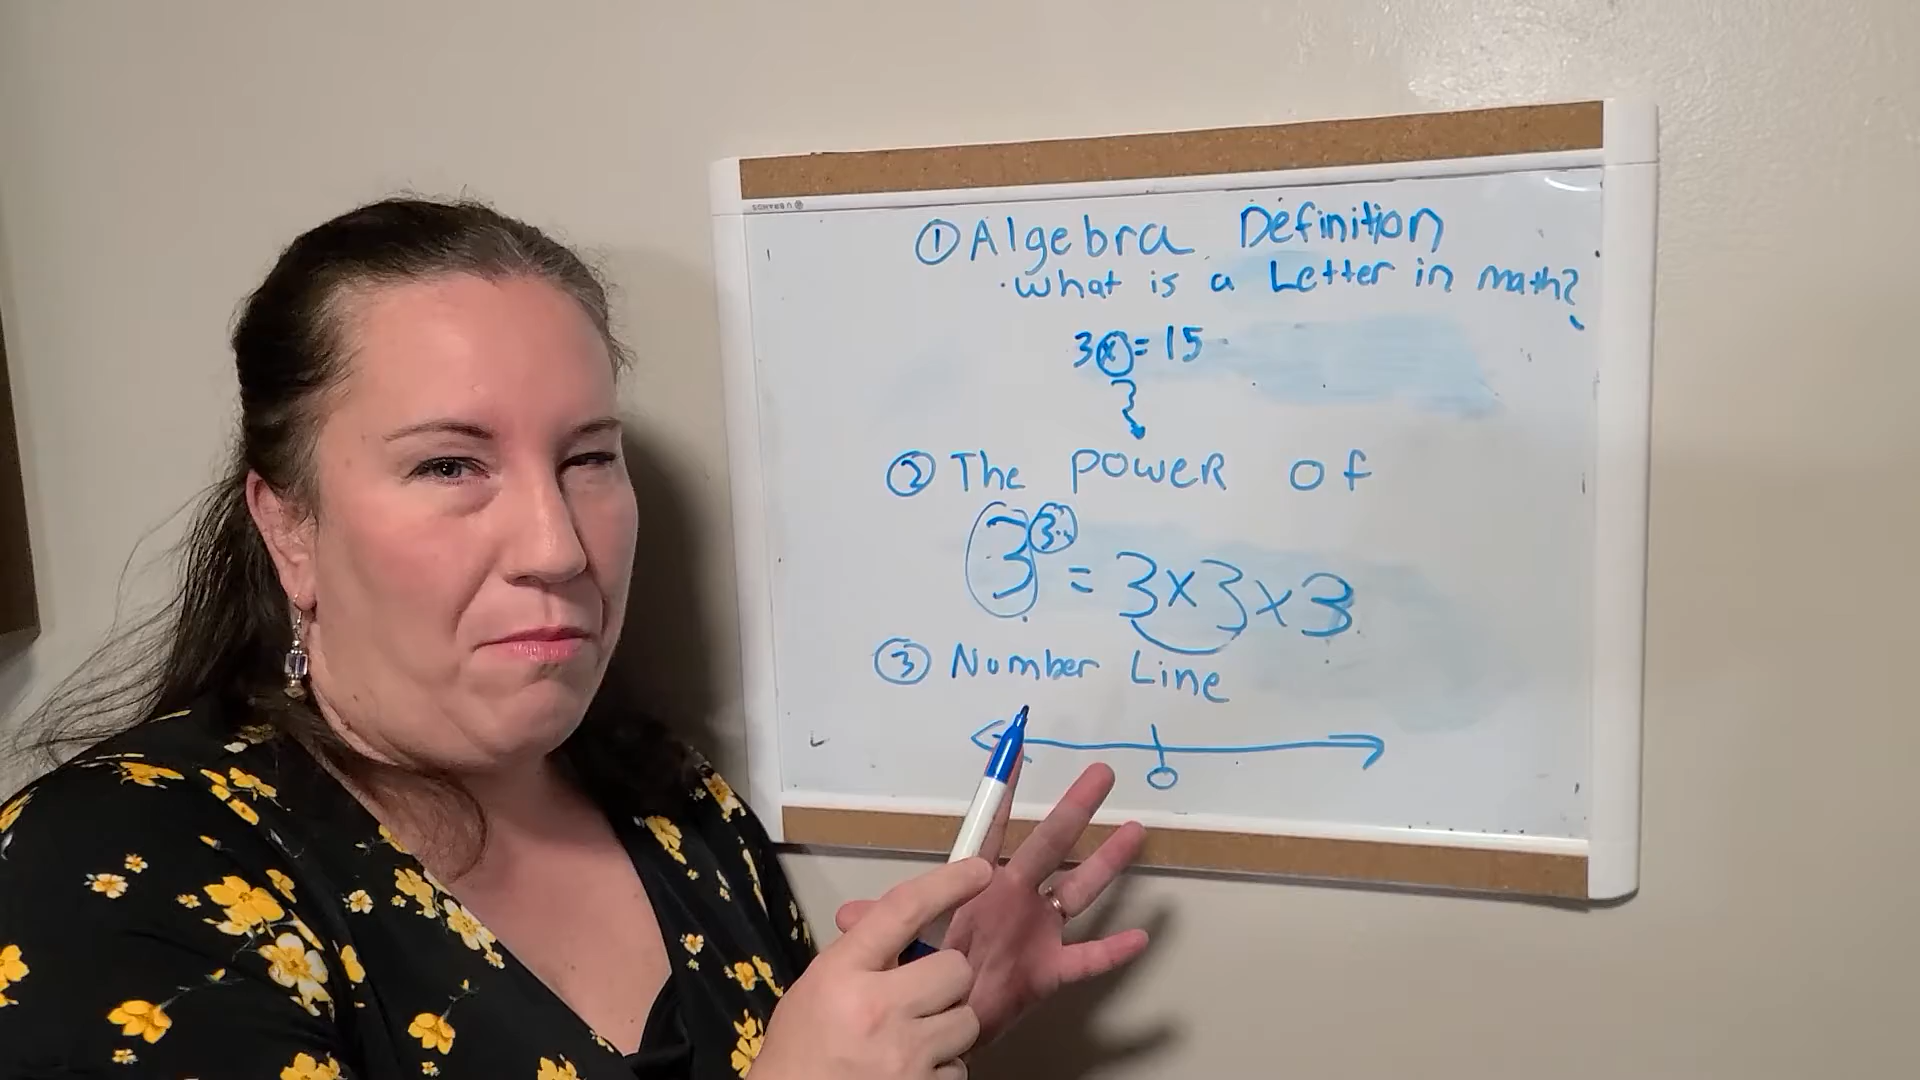 ① Algebra Definition
· What is a Letter in math?
3x = 15
② The power of
3³ = 3x3x3
③ Number Line
0